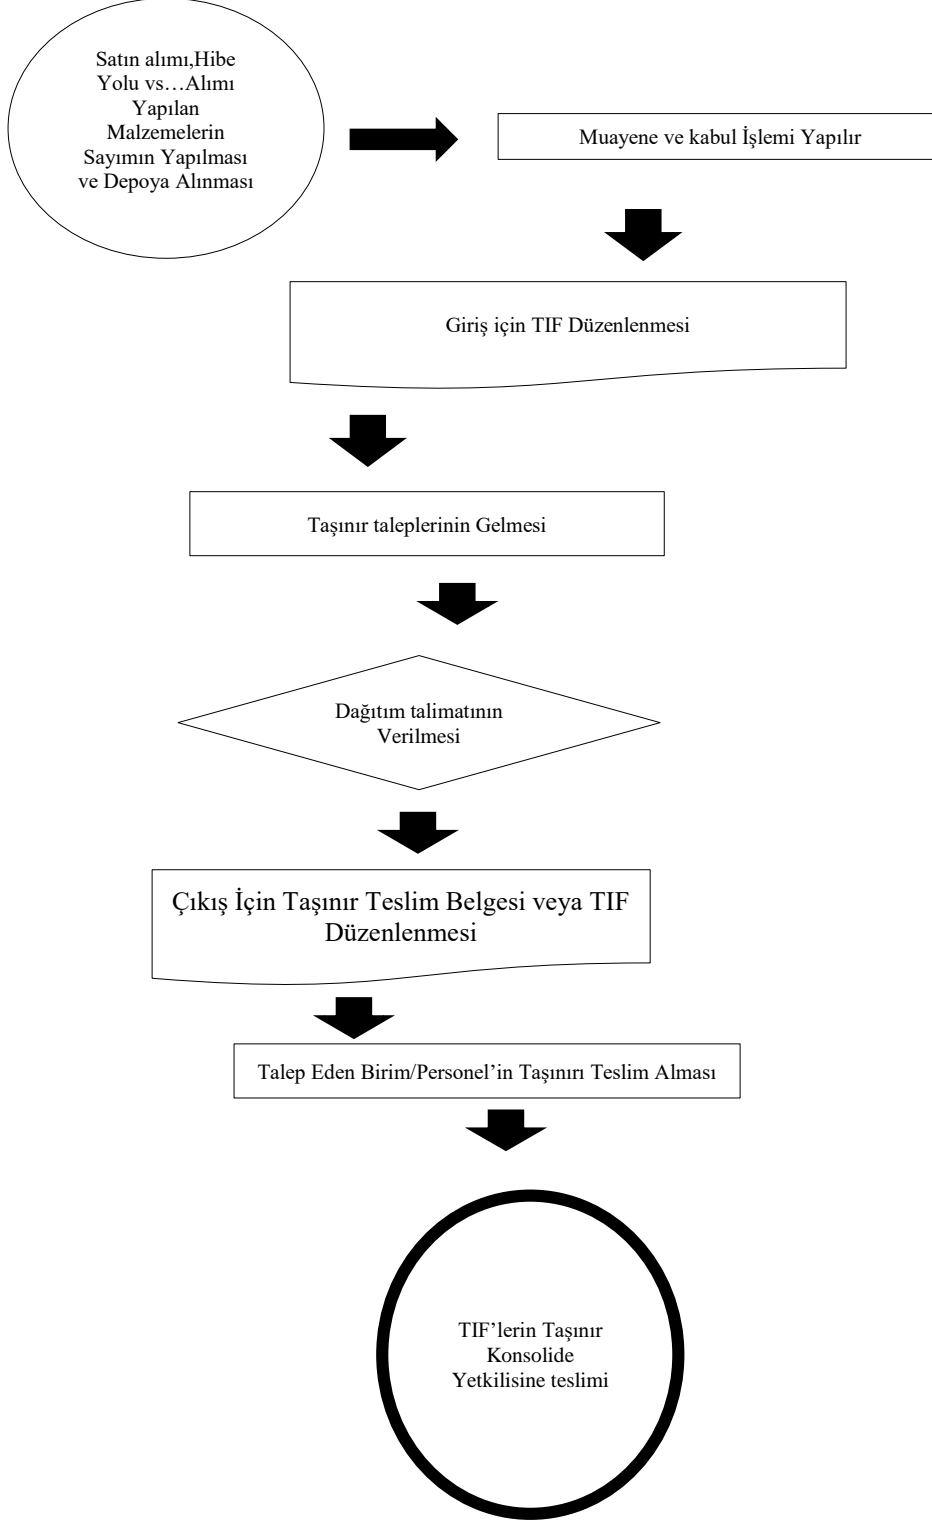 Satın alımı,Hibe
Yolu vs…Alımı
Yapılan
Malzemelerin
Sayımın Yapılması
ve Depoya Alınması
Muayene ve kabul İşlemi Yapılır
Giriş için TIF Düzenlenmesi
Taşınır taleplerinin Gelmesi
Dağıtım talimatının
Verilmesi
Çıkış İçin Taşınır Teslim Belgesi veya TIF
Düzenlenmesi
Talep Eden Birim/Personel’in Taşınırı Teslim Alması
TIF’lerin Taşınır
Konsolide
Yetkilisine teslimi